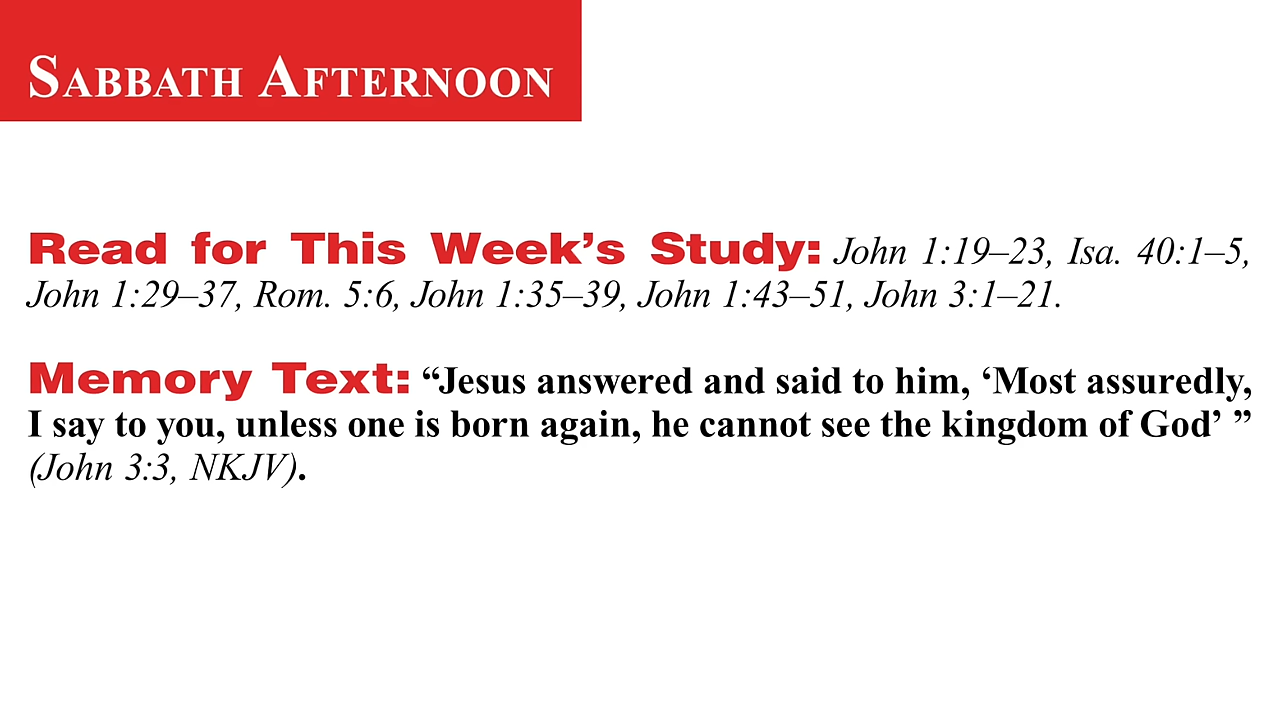 SABBATH AFTERNOON
Read for This Week’s Study: John 1:19–23, Isa. 40:1–5,
John 1:29–37, Rom. 5:6, John 1:35–39, John 1:43–51, John 3:1–21.
Memory Text: “Jesus answered and said to him, ‘Most assuredly,
I say to you, unless one is born again, he cannot see the kingdom of God’ ”
(John 3:3, NKJV).